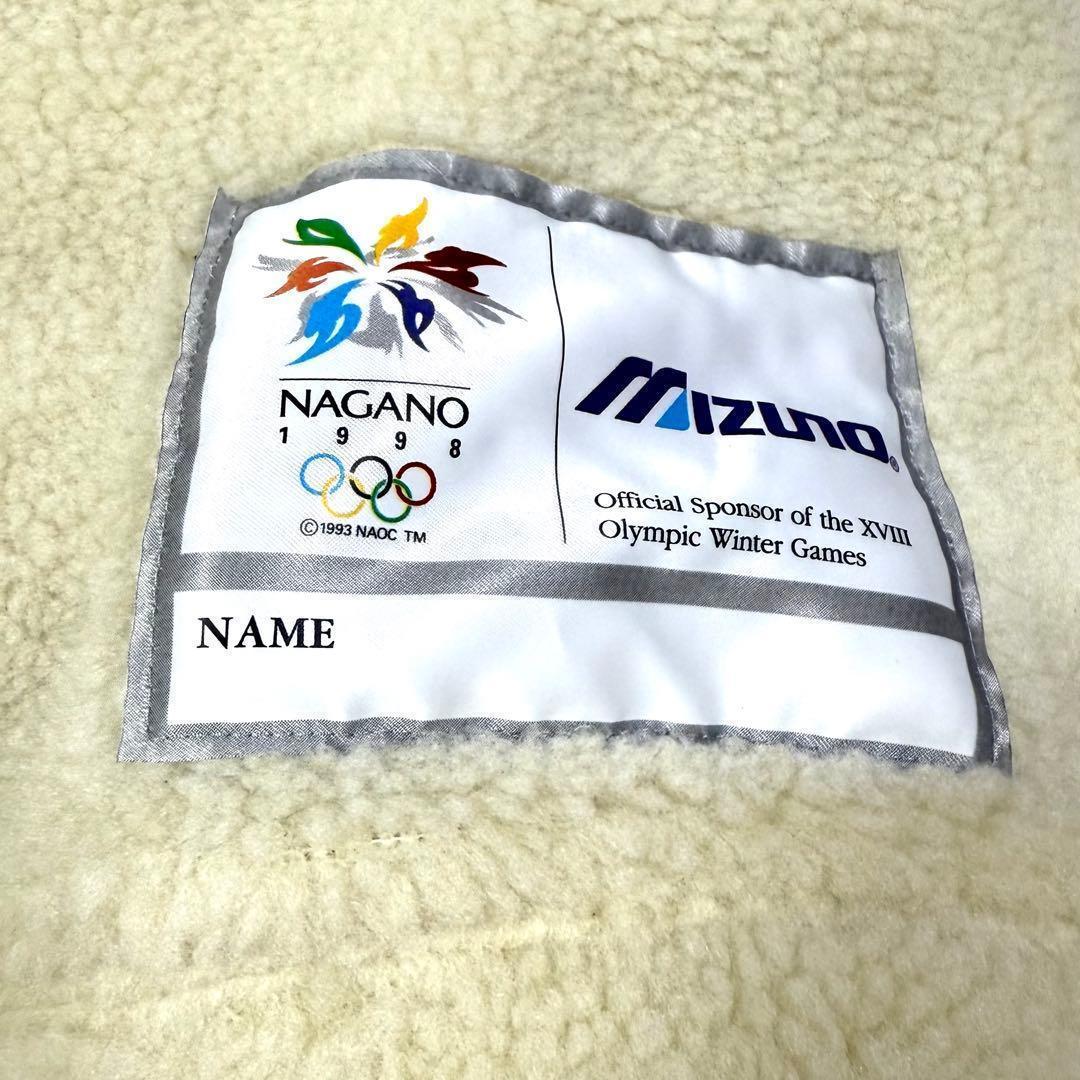 NAGANO
1 9 9 8
©1993 NAOC TM
MIZUNO®
Official Sponsor of the XVIII
Olympic Winter Games
NAME